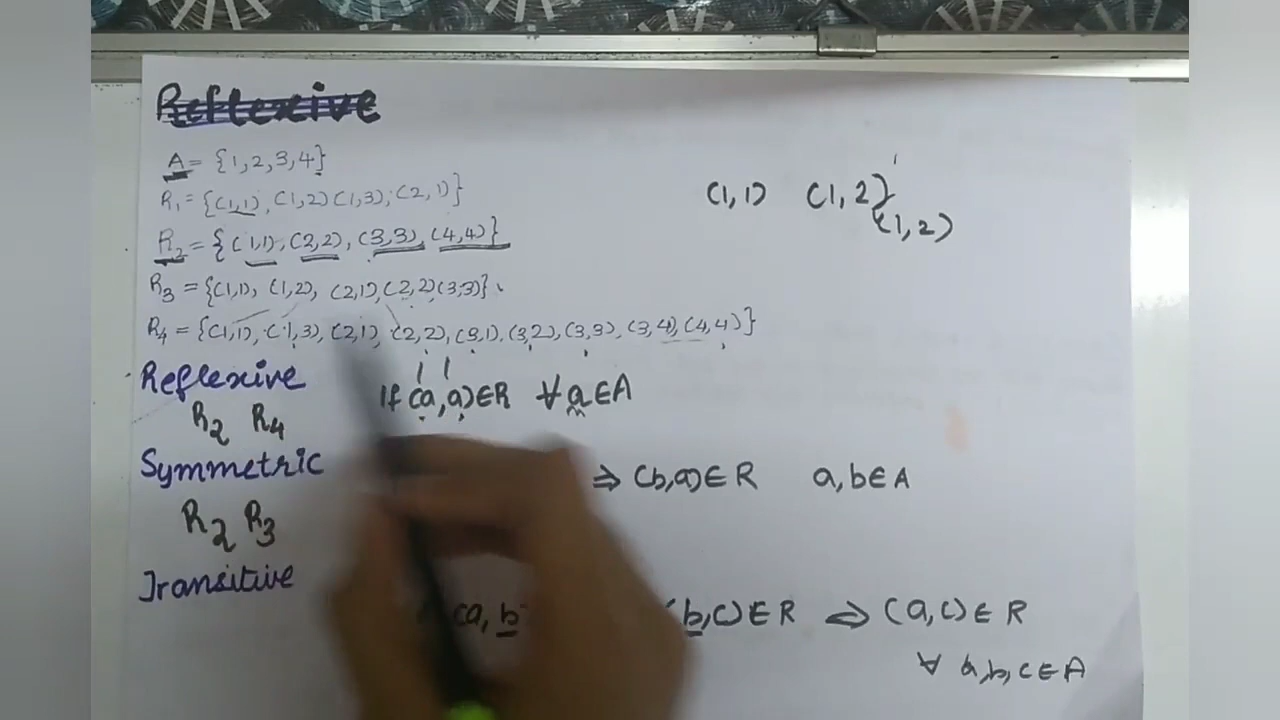 Reflexive
A = {1,2,3,4}
R1 = {(1,1), (1,2) (1,3), (2,1)}
(1,1) (1,2)}
(1,2)
R2 = {(1,1), (2,2), (3,3), (4,4)}
R3 = {(1,1), (1,2), (2,1), (2,2) (3,3)}
R4 = {(1,1), (1,3), (2,1), (2,2), (3,1), (3,2), (3,3), (3,4), (4,4)}
Reflexive If (a,a) ∈ R ∀ a ∈ A
R2 R4
Symmetric ⇒ (b,a) ∈ R a,b ∈ A
R2 R3
Transitive
(a, b (b,c) ∈ R ⇒ (a,c) ∈ R
∀ a,b,c ∈ A